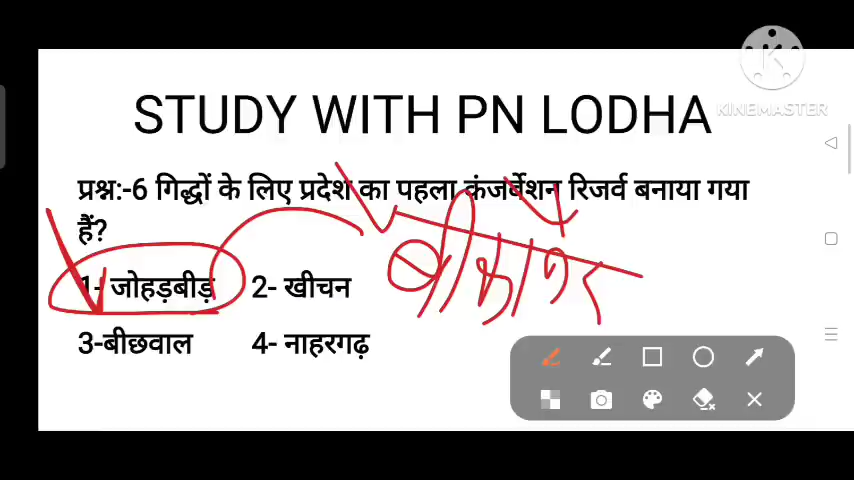 KINEMASTER
STUDY WITH PN LODHA
प्रश्न:-6 गिद्धों के लिए प्रदेश का पहला कंजर्वेशन रिजर्व बनाया गया
हैं?
1- जोहड़बीड़ 2- खीचन
बीकानेर
3-बीछवाल 4- नाहरगढ़